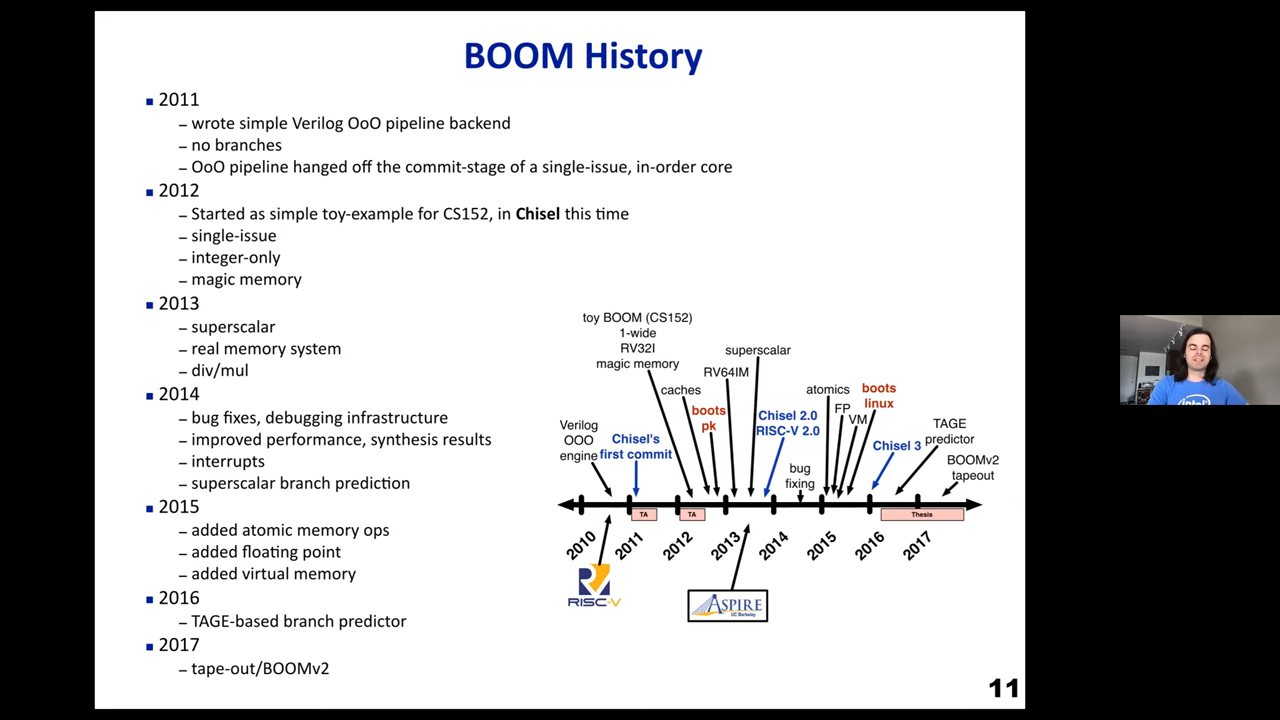 BOOM History
2011
– wrote simple Verilog OoO pipeline backend
– no branches
– OoO pipeline hanged off the commit-stage of a single-issue, in-order core
2012
– Started as simple toy-example for CS152, in Chisel this time
– single-issue
– integer-only
– magic memory
2013
– superscalar
– real memory system
– div/mul
2014
– bug fixes, debugging infrastructure
– improved performance, synthesis results
– interrupts
– superscalar branch prediction
2015
– added atomic memory ops
– added floating point
– added virtual memory
2016
– TAGE-based branch predictor
2017
– tape-out/BOOMv2
toy BOOM (CS152)
1-wide
RV32I
magic memory
caches
boots
pk
RV64IM
superscalar
Verilog
OOO
engine
Chisel's
first commit
Chisel 2.0
RISC-V 2.0
bug
fixing
atomics
FP
VM
boots
linux
Chisel 3
TAGE
predictor
BOOMv2
tapeout
TA
TA
Thesis
2010
2011
2012
2013
2014
2015
2016
2017
RISC-V
ASPIRE
UC Berkeley
11
intel